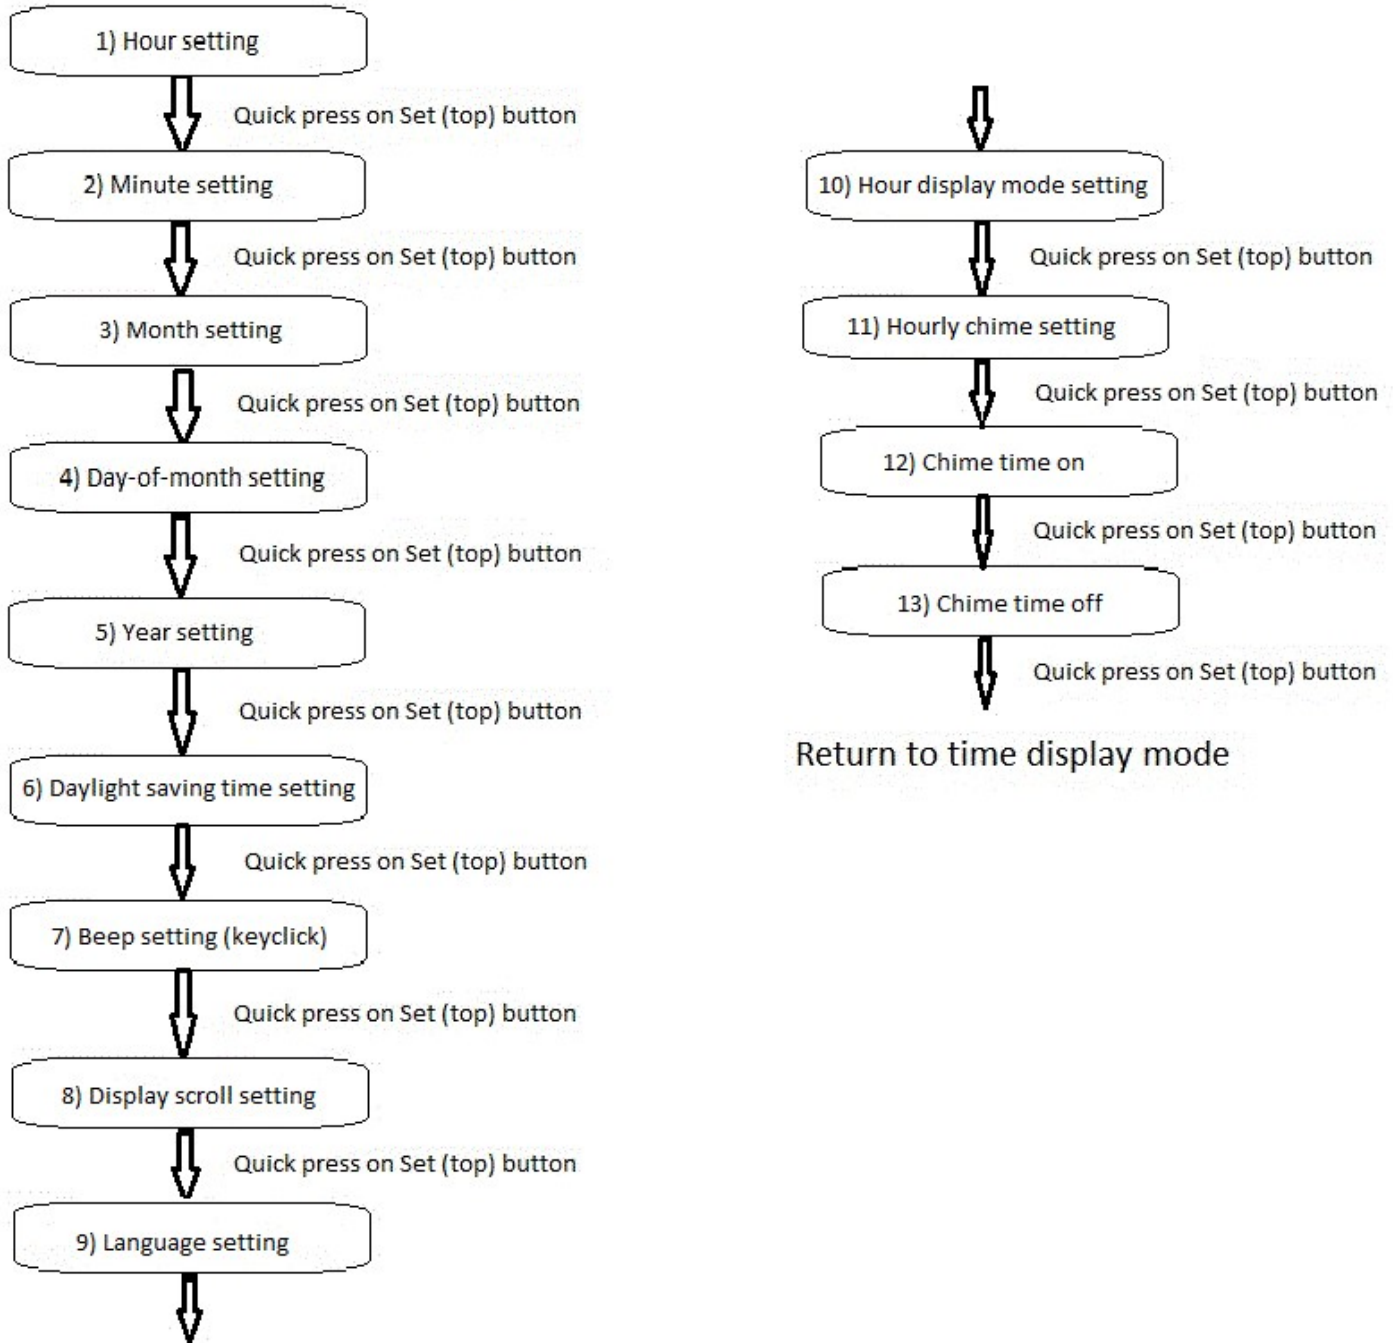 1) Hour setting
Quick press on Set (top) button
2) Minute setting
Quick press on Set (top) button
3) Month setting
Quick press on Set (top) button
4) Day-of-month setting
Quick press on Set (top) button
5) Year setting
Quick press on Set (top) button
6) Daylight saving time setting
Quick press on Set (top) button
7) Beep setting (keyclick)
Quick press on Set (top) button
8) Display scroll setting
Quick press on Set (top) button
9) Language setting
10) Hour display mode setting
Quick press on Set (top) button
11) Hourly chime setting
Quick press on Set (top) button
12) Chime time on
Quick press on Set (top) button
13) Chime time off
Quick press on Set (top) button
Return to time display mode